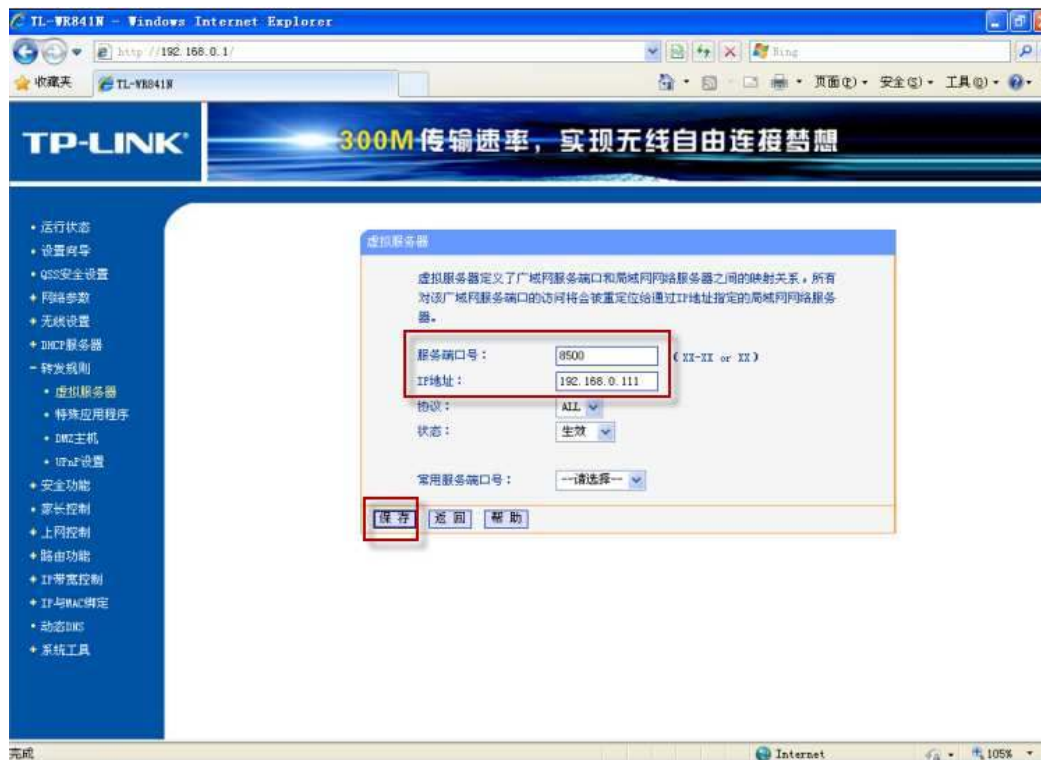 TL-WR841N - Windows Internet Explorer
http://192.168.0.1/
Bing
收藏夹
TL-WR841N
页面(P)
安全(S)
工具(O)
TP-LINK
300M传输速率，实现无线自由连接梦想
• 运行状态
• 设置向导
• QSS安全设置
+ 网络参数
+ 无线设置
+ DHCP服务器
- 转发规则
• 虚拟服务器
• 特殊应用程序
• DMZ主机
• UPnP设置
+ 安全功能
• 家长控制
+ 上网控制
+ 路由功能
+ IP带宽控制
+ IP与MAC绑定
• 动态DNS
+ 系统工具
虚拟服务器
虚拟服务器定义了广域网服务端口和局域网网络服务器之间的映射关系，所有
对该广域网服务端口的访问将会被重定位给通过IP地址指定的局域网网络服务
器。
服务端口号： 8500 (XX-XX or XX)
IP地址： 192.168.0.111
协议： ALL
状态： 生效
常用服务端口号： --请选择--
保 存 返 回 帮 助
完成
Internet
105%